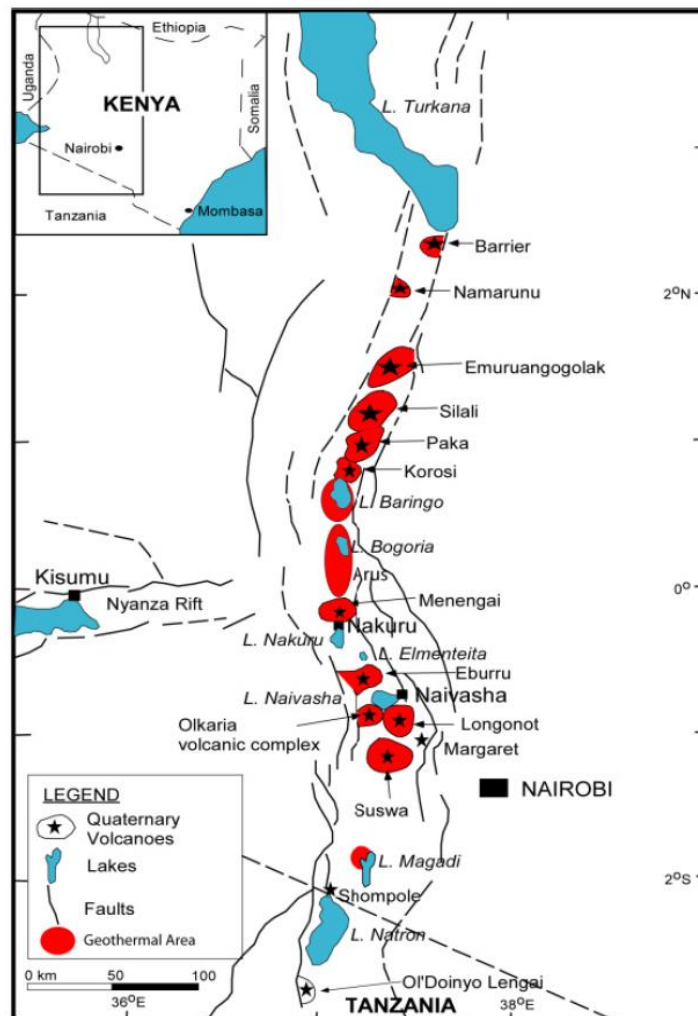 Ethiopia
Uganda
KENYA
Somalia
Nairobi
Tanzania
Mombasa
L. Turkana
Barrier
Namarunu
2°N
Emuruangogolak
Silali
Paka
Korosi
L. Baringo
L. Bogoria
Arus
Kisumu
Nyanza Rift
0°
Menengai
Nakuru
L. Nakuru
L. Elmenteita
Eburru
L. Naivasha
Naivasha
Olkaria
volcanic complex
Longonot
Margaret
Suswa
NAIROBI
LEGEND
Quaternary
Volcanoes
Lakes
Faults
Geothermal Area
0 km 50 100
L. Magadi
2°S
Shompole
L. Natron
Ol'Doinyo Lengai
36°E
TANZANIA
38°E